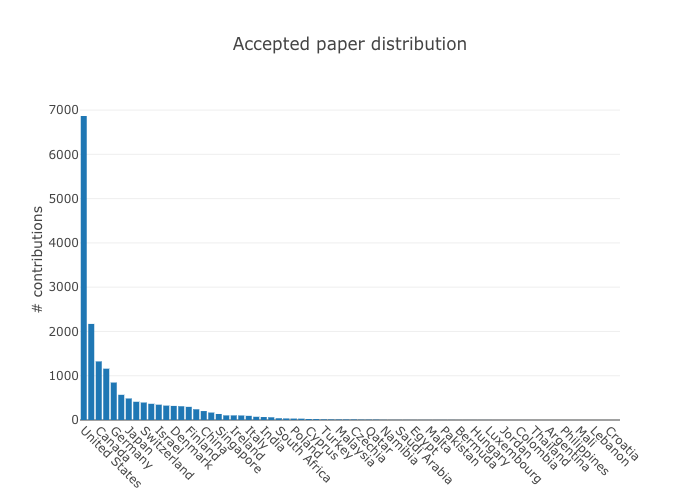 Accepted paper distribution
# contributions
7000
6000
5000
4000
3000
2000
1000
0
United States
Canada
Germany
Japan
Switzerland
Israel
Denmark
Finland
China
Singapore
Ireland
Italy
India
South Africa
Poland
Cyprus
Turkey
Malaysia
Czechia
Qatar
Namibia
Saudi Arabia
Egypt
Malta
Pakistan
Bermuda
Hungary
Luxembourg
Jordan
Colombia
Thailand
Argentina
Philippines
Mali
Lebanon
Croatia